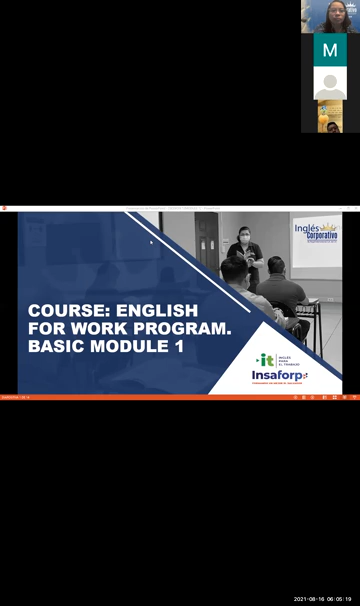 M
Inglés
Corporativo
COURSE: ENGLISH
FOR WORK PROGRAM.
BASIC MODULE 1
it
INGLÉS
PARA
EL TRABAJO
Insaforp
2021-08-16 06:05:19